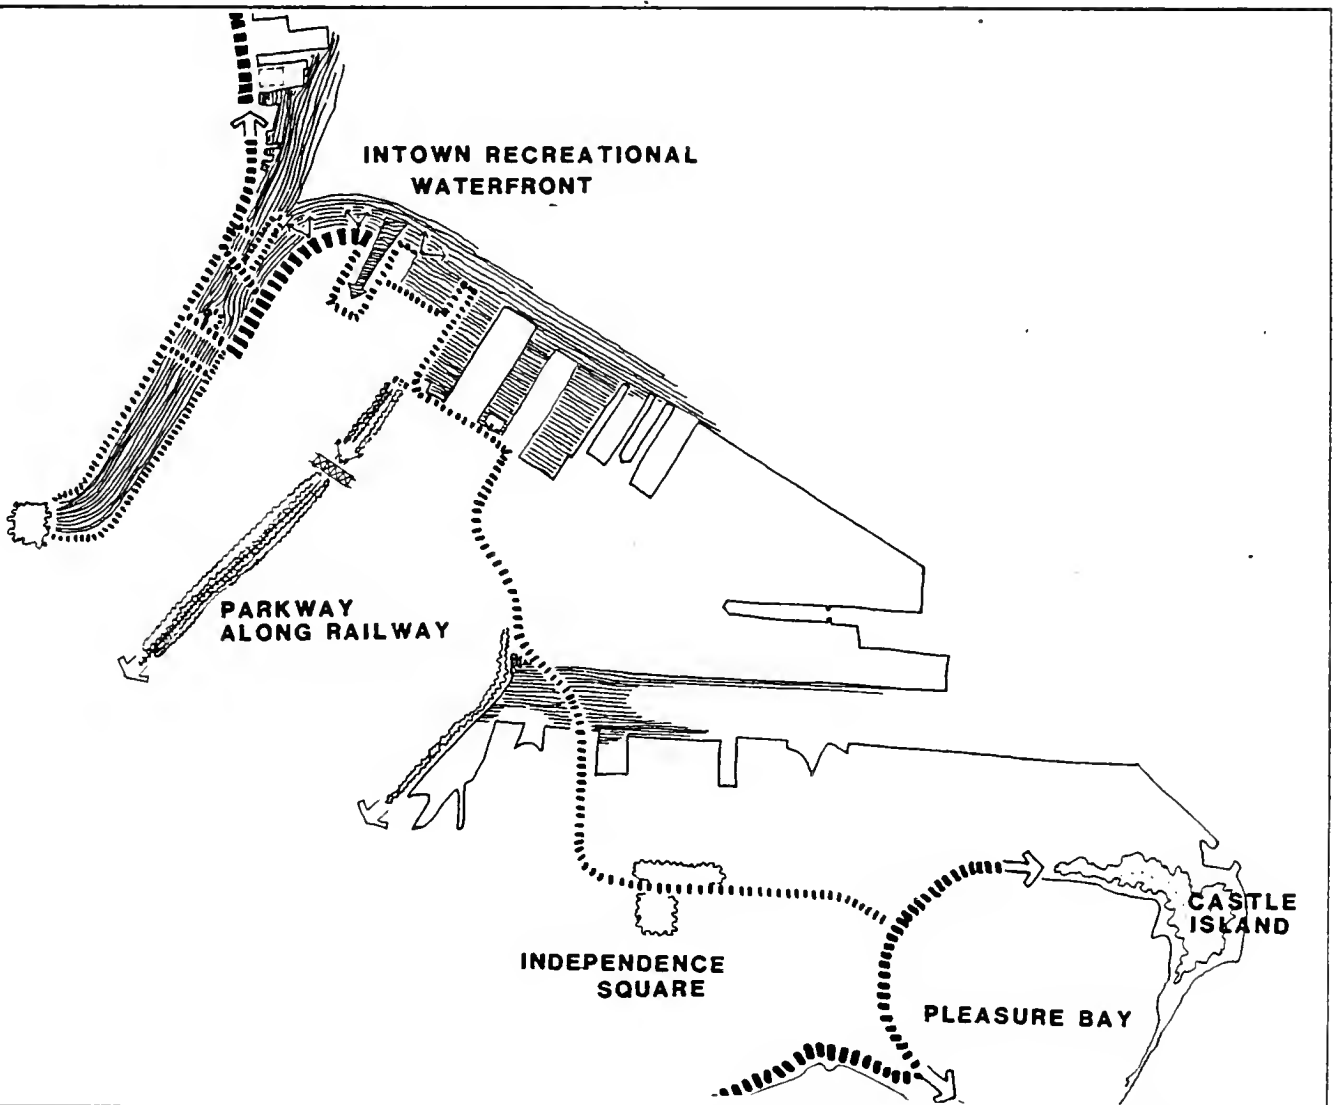 INTOWN RECREATIONAL
WATERFRONT
PARKWAY
ALONG RAILWAY
CASTLE
ISLAND
INDEPENDENCE
SQUARE
PLEASURE BAY